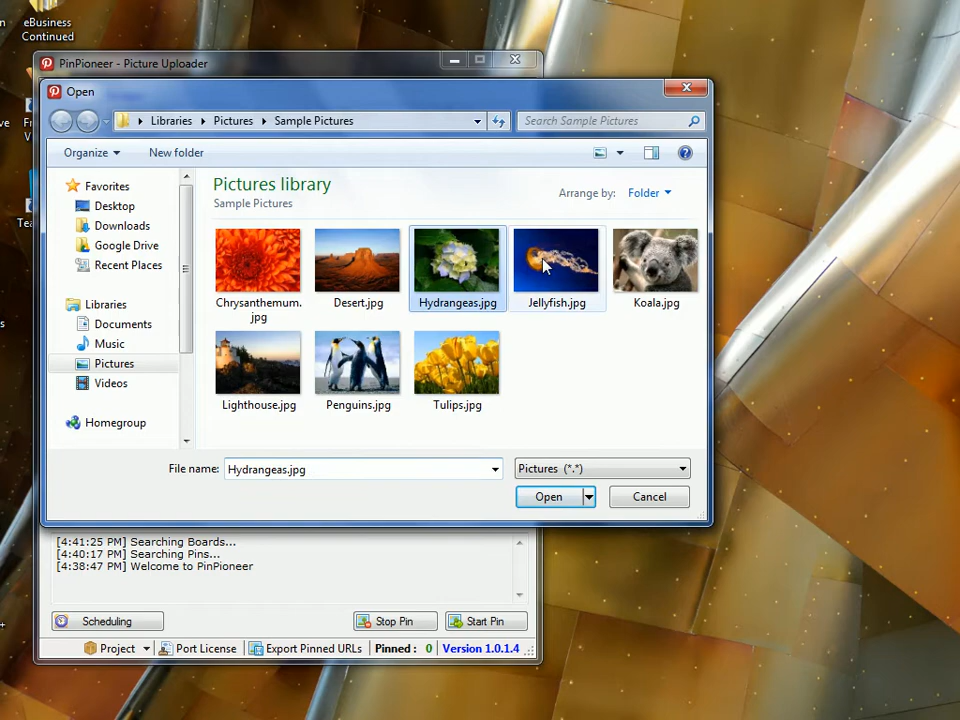 eBusiness
Continued
PinPioneer - Picture Uploader
Open
Libraries
Pictures
Sample Pictures
Search Sample Pictures
Organize
New folder
Favorites
Desktop
Downloads
Google Drive
Recent Places
Libraries
Documents
Music
Pictures
Videos
Homegroup
Pictures library
Sample Pictures
Arrange by:
Folder
Chrysanthemum.
jpg
Desert.jpg
Hydrangeas.jpg
Jellyfish.jpg
Koala.jpg
Lighthouse.jpg
Penguins.jpg
Tulips.jpg
File name:
Hydrangeas.jpg
Pictures (*.*)
Open
Cancel
[4:41:25 PM] Searching Boards...
[4:40:17 PM] Searching Pins...
[4:38:47 PM] Welcome to PinPioneer
Scheduling
Stop Pin
Start Pin
Project
Port License
Export Pinned URLs
Pinned : 0
Version 1.0.1.4